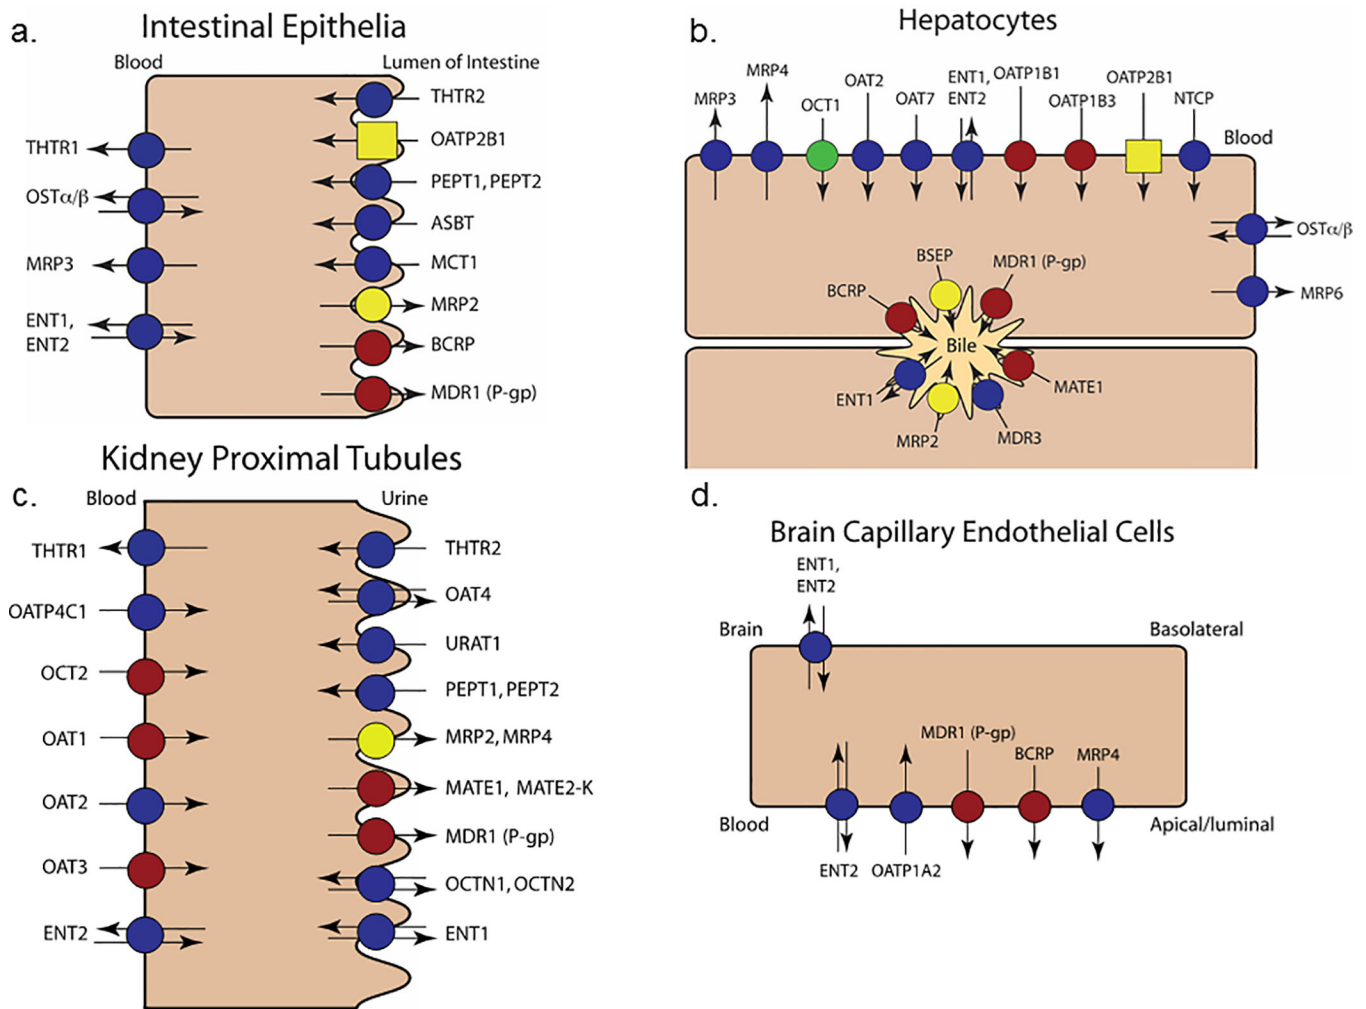 a.
Intestinal Epithelia
Blood
Lumen of Intestine
THTR1
OSTα/β
MRP3
ENT1,
ENT2
THTR2
OATP2B1
PEPT1, PEPT2
ASBT
MCT1
MRP2
BCRP
MDR1 (P-gp)
b.
Hepatocytes
MRP3
MRP4
OCT1
OAT2
OAT7
ENT1,
ENT2
OATP1B1
OATP1B3
OATP2B1
NTCP
Blood
OSTα/β
MRP6
BSEP
MDR1 (P-gp)
BCRP
Bile
ENT1
MATE1
MRP2
MDR3
Kidney Proximal Tubules
c.
Blood
Urine
THTR1
OATP4C1
OCT2
OAT1
OAT2
OAT3
ENT2
THTR2
OAT4
URAT1
PEPT1, PEPT2
MRP2, MRP4
MATE1, MATE2-K
MDR1 (P-gp)
OCTN1, OCTN2
ENT1
d.
Brain Capillary Endothelial Cells
ENT1,
ENT2
Brain
Basolateral
MDR1 (P-gp)
BCRP
MRP4
Blood
Apical/luminal
ENT2
OATP1A2